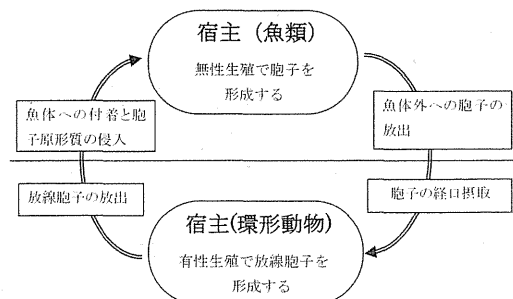 宿主（魚類）
無性生殖で胞子を
形成する
魚体への付着と胞
子原形質の侵入
魚体外への胞子の
放出
放線胞子の放出
胞子の経口摂取
宿主(環形動物)
有性生殖で放線胞子を
形成する